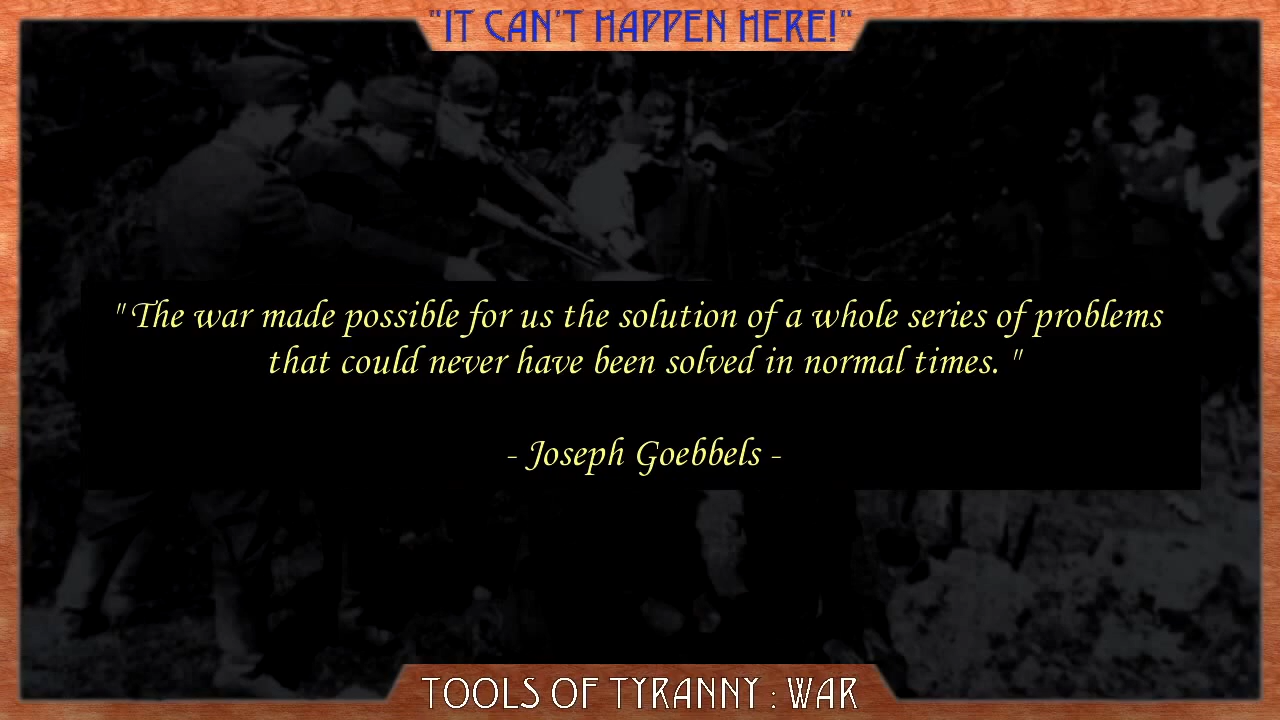 "IT CAN'T HAPPEN HERE!"
"The war made possible for us the solution of a whole series of problems
that could never have been solved in normal times. "
- Joseph Goebbels -
TOOLS OF TYRANNY : WAR